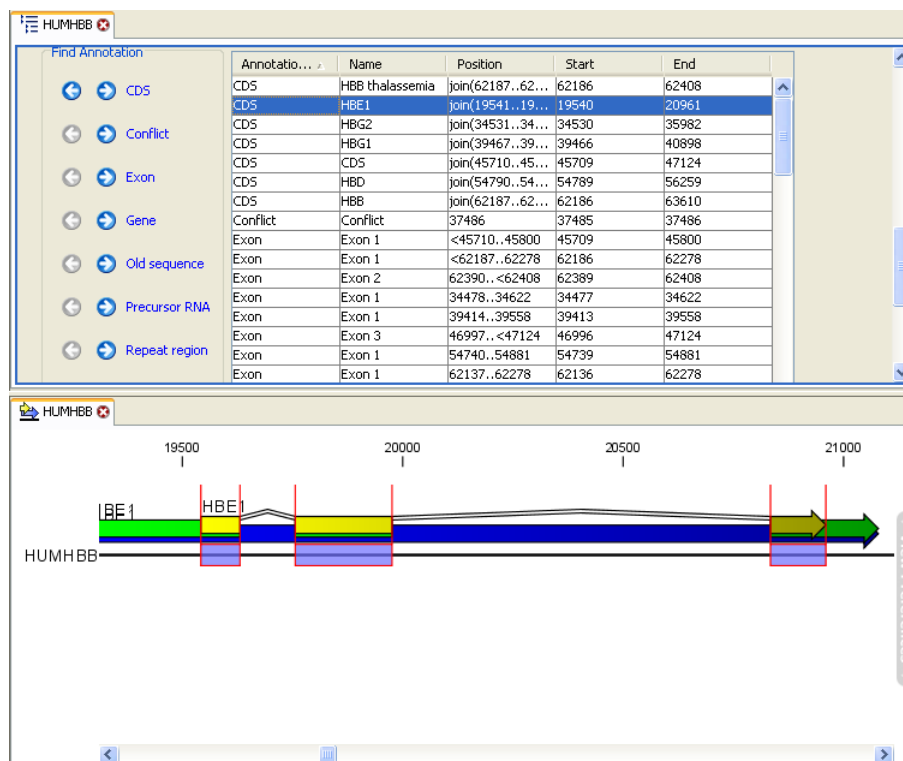 HUMHBB
Find Annotation
Annotatio... Name Position Start End
CDS HBB thalassemia join(62187..62... 62186 62408
CDS HBE1 join(19541..19... 19540 20961
CDS HBG2 join(34531..34... 34530 35982
CDS HBG1 join(39467..39... 39466 40898
CDS CDS join(45710..45... 45709 47124
CDS HBD join(54790..54... 54789 56259
CDS HBB join(62187..62... 62186 63610
Conflict Conflict 37486 37485 37486
Exon Exon 1 <45710..45800 45709 45800
Exon Exon 1 <62187..62278 62186 62278
Exon Exon 2 62390..<62408 62389 62408
Exon Exon 1 34478..34622 34477 34622
Exon Exon 1 39414..39558 39413 39558
Exon Exon 3 46997..<47124 46996 47124
Exon Exon 1 54740..54881 54739 54881
Exon Exon 1 62137..62278 62136 62278
CDS
Conflict
Exon
Gene
Old sequence
Precursor RNA
Repeat region
HUMHBB
19500 20000 20500 21000
HBE1
HUMHBB